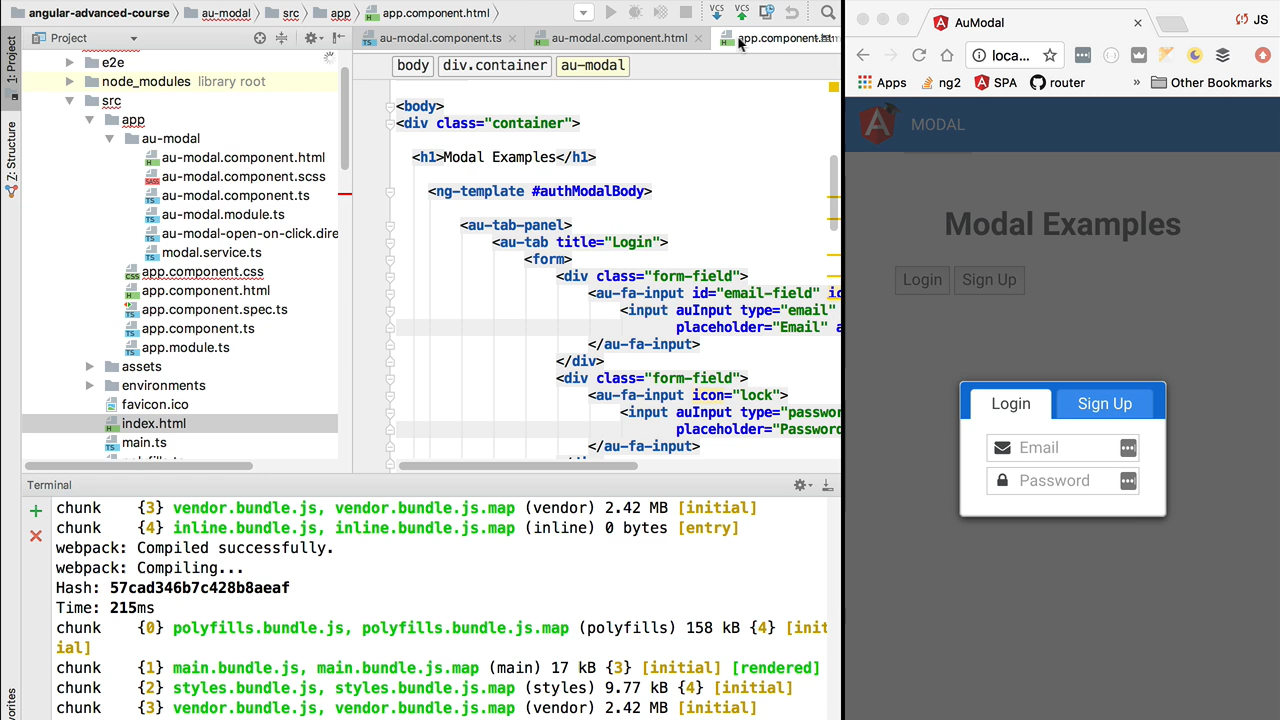 angular-advanced-course
au-modal
src
app
app.component.html
VCS
VCS
Project
au-modal.component.ts
au-modal.component.html
1: Project
Z: Structure
e2e
node_modules library root
src
app
au-modal
au-modal.component.html
au-modal.component.scss
au-modal.component.ts
au-modal.module.ts
au-modal-open-on-click.dire
modal.service.ts
app.component.css
app.component.html
app.component.spec.ts
app.component.ts
app.module.ts
assets
environments
favicon.ico
index.html
main.ts
body
div.container
au-modal
<body>
<div class="container">
<h1>Modal Examples</h1>
<ng-template #authModalBody>
<au-tab-panel>
<au-tab title="Login">
<form>
<div class="form-field">
<au-fa-input id="email-field"
<input auInput type="email"
placeholder="Email"
</au-fa-input>
</div>
<div class="form-field">
<au-fa-input icon="lock">
<input auInput type="passwor
placeholder="Password
</au-fa-input>
Terminal
chunk {3} vendor.bundle.js, vendor.bundle.js.map (vendor) 2.42 MB [initial]
chunk {4} inline.bundle.js, inline.bundle.js.map (inline) 0 bytes [entry]
webpack: Compiled successfully.
webpack: Compiling...
Hash: 57cad346b7c428b8aeaf
Time: 215ms
chunk {0} polyfills.bundle.js, polyfills.bundle.js.map (polyfills) 158 kB {4} [init
ial]
chunk {1} main.bundle.js, main.bundle.js.map (main) 17 kB {3} [initial] [rendered]
chunk {2} styles.bundle.js, styles.bundle.js.map (styles) 9.77 kB {4} [initial]
chunk {3} vendor.bundle.js, vendor.bundle.js.map (vendor) 2.42 MB [initial]
AuModal
JS
loca...
Apps
ng2
SPA
router
»
Other Bookmarks
MODAL
Modal Examples
Login
Sign Up
Login
Sign Up
Email
Password